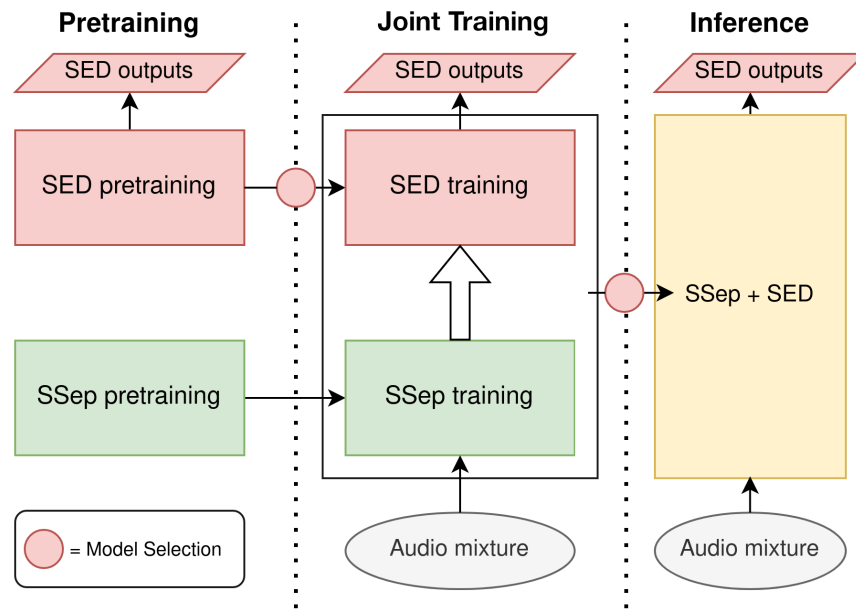 Pretraining
Joint Training
Inference
SED outputs
SED outputs
SED outputs
SED pretraining
SED training
SSep + SED
SSep pretraining
SSep training
= Model Selection
Audio mixture
Audio mixture